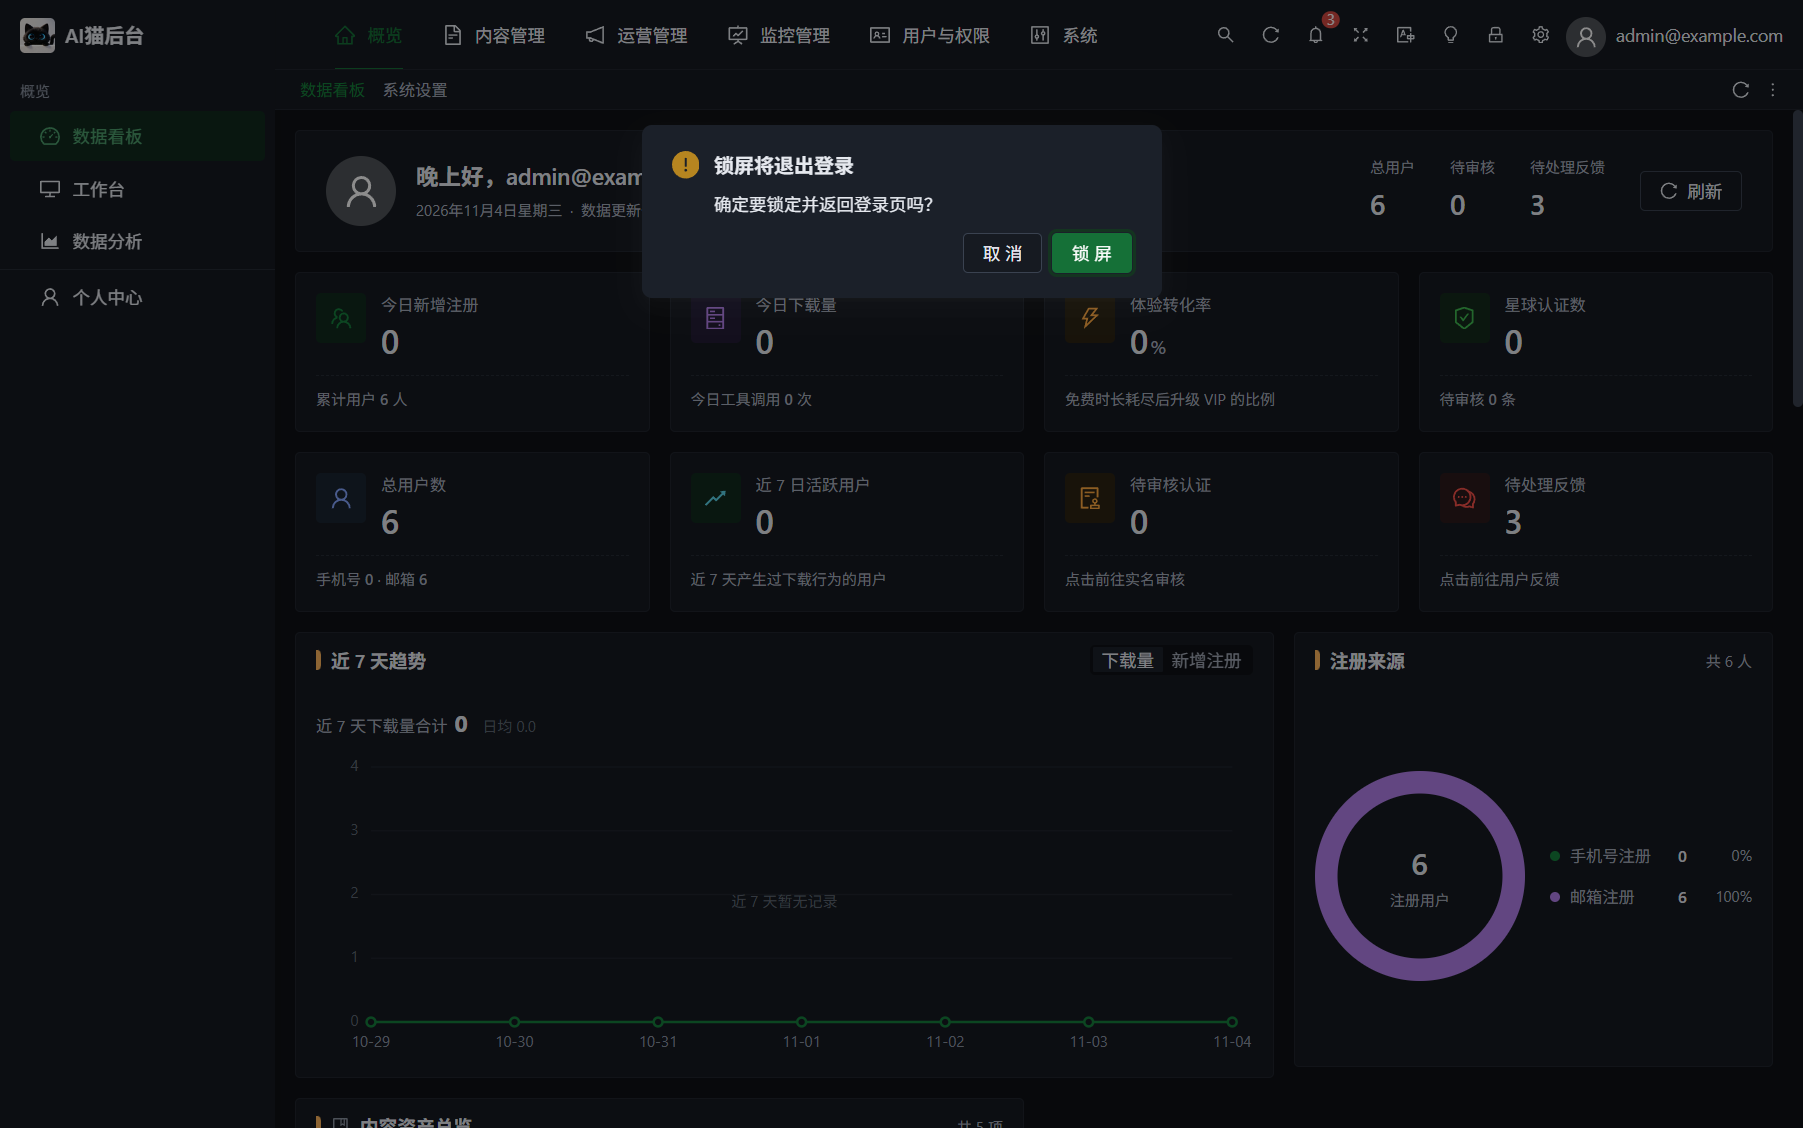 AI猫后台
概览
内容管理
运营管理
监控管理
用户与权限
系统
3
admin@example.com
概览
数据看板
工作台
数据分析
个人中心
数据看板
系统设置
晚上好，admin@exam
2026年11月4日星期三 · 数据更新
总用户
6
待审核
0
待处理反馈
3
刷新
锁屏将退出登录
确定要锁定并返回登录页吗？
取 消
锁 屏
今日新增注册
0
累计用户 6 人
今日下载量
0
今日工具调用 0 次
体验转化率
0%
免费时长耗尽后升级 VIP 的比例
星球认证数
0
待审核 0 条
总用户数
6
手机号 0 · 邮箱 6
近 7 日活跃用户
0
近 7 天产生过下载行为的用户
待审核认证
0
点击前往实名审核
待处理反馈
3
点击前往用户反馈
近 7 天趋势
下载量
新增注册
近 7 天下载量合计 0 日均 0.0
4
3
2
1
0
近 7 天暂无记录
10-29
10-30
10-31
11-01
11-02
11-03
11-04
注册来源
共 6 人
6
注册用户
手机号注册 0 0%
邮箱注册 6 100%
内容资产总览
共 5 项